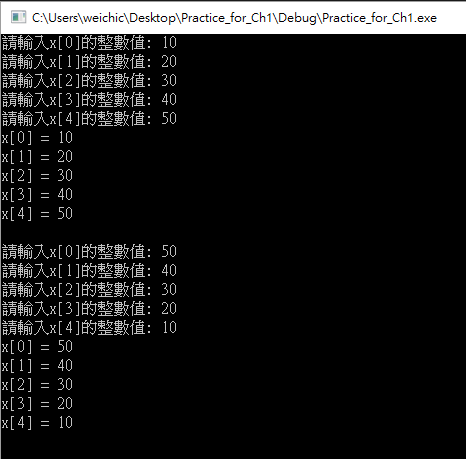 C:\Users\weichic\Desktop\Practice_for_Ch1\Debug\Practice_for_Ch1.exe
請輸入x[0]的整數值: 10
請輸入x[1]的整數值: 20
請輸入x[2]的整數值: 30
請輸入x[3]的整數值: 40
請輸入x[4]的整數值: 50
x[0] = 10
x[1] = 20
x[2] = 30
x[3] = 40
x[4] = 50
請輸入x[0]的整數值: 50
請輸入x[1]的整數值: 40
請輸入x[2]的整數值: 30
請輸入x[3]的整數值: 20
請輸入x[4]的整數值: 10
x[0] = 50
x[1] = 40
x[2] = 30
x[3] = 20
x[4] = 10